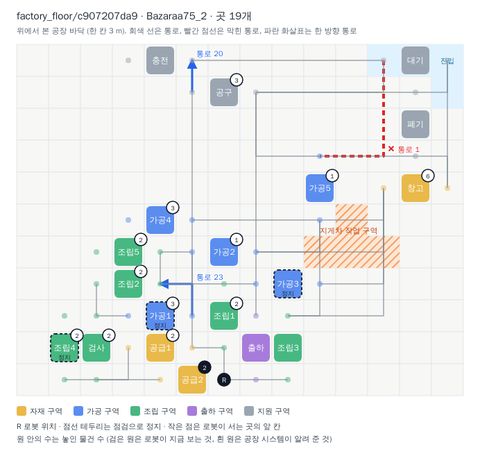 factory_floor/c907207da9 · Bazaraa75_2 · 곳 19개
위에서 본 공장 바닥 (한 칸 3 m). 회색 선은 통로, 빨간 점선은 막힌 통로, 파란 화살표는 한 방향 통로
충전
통로 20
대기
전립
공구
3
폐기
통로 1
가공5
1
창고
6
가공4
3
지게차 작업 구역
조립5
2
가공2
1
통로 23
조립2
2
가공3
정지
가공1
3
정지
조립1
2
조립4
2
정지
검사
2
공급1
2
출하
조립3
공급2
2
R
자재 구역
가공 구역
조립 구역
출하 구역
지원 구역
R 로봇 위치 · 점선 테두리는 점검으로 정지 · 작은 점은 로봇이 서는 곳의 앞 칸
원 안의 수는 놓인 물건 수 (검은 원은 로봇이 지금 보는 것, 흰 원은 공장 시스템이 알려 준 것)